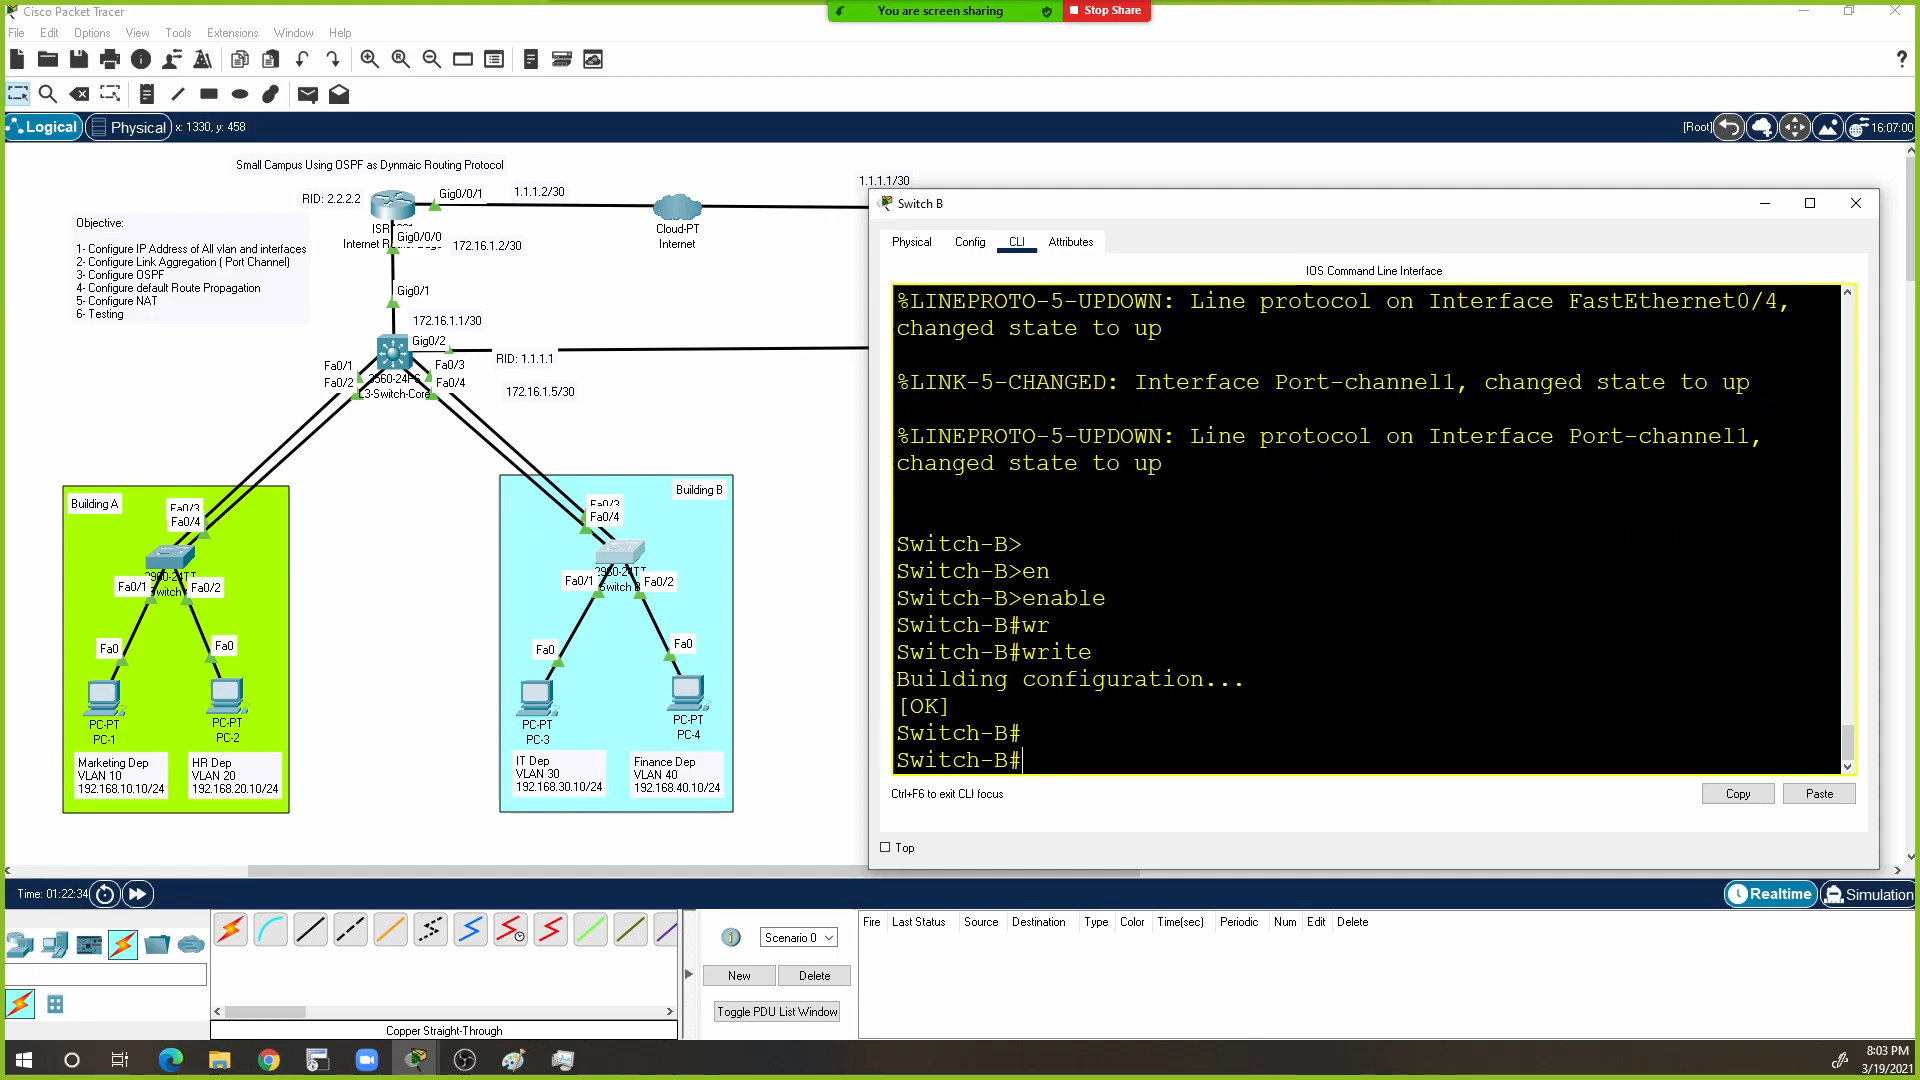 Cisco Packet Tracer
You are screen sharing
Stop Share
File Edit Options View Tools Extensions Window Help
Logical
Physical
x: 1330, y: 458
[Root]
16:07:00
Small Campus Using OSPF as Dynmaic Routing Protocol
RID: 2.2.2.2
Gig0/0/1
1.1.1.2/30
1.1.1.1/30
Objective:
1- Configure IP Address of All vlan and interfaces
2- Configure Link Aggregation ( Port Channel)
3- Configure OSPF
4- Configure default Route Propagation
5- Configure NAT
6- Testing
Gig0/0/0
172.16.1.2/30
Cloud-PT
Internet
Gig0/1
172.16.1.1/30
Gig0/2
RID: 1.1.1.1
Fa0/1
Fa0/2
Fa0/3
Fa0/4
L3-Switch-Core
172.16.1.5/30
Building A
Fa0/3
Fa0/4
Fa0/1
Fa0/2
Fa0
Fa0
PC-PT
PC-1
PC-PT
PC-2
Marketing Dep
VLAN 10
192.168.10.10/24
HR Dep
VLAN 20
192.168.20.10/24
Building B
Fa0/3
Fa0/4
Fa0/1
Fa0/2
Switch B
Fa0
Fa0
PC-PT
PC-3
PC-PT
PC-4
IT Dep
VLAN 30
192.168.30.10/24
Finance Dep
VLAN 40
192.168.40.10/24
Switch B
Physical Config CLI Attributes
IOS Command Line Interface
%LINEPROTO-5-UPDOWN: Line protocol on Interface FastEthernet0/4,
changed state to up
%LINK-5-CHANGED: Interface Port-channel1, changed state to up
%LINEPROTO-5-UPDOWN: Line protocol on Interface Port-channel1,
changed state to up
Switch-B>
Switch-B>en
Switch-B>enable
Switch-B#wr
Switch-B#write
Building configuration...
[OK]
Switch-B#
Switch-B#
Ctrl+F6 to exit CLI focus
Copy
Paste
Top
Time: 01:22:34
Realtime
Simulation
Scenario 0
New
Delete
Toggle PDU List Window
Fire Last Status Source Destination Type Color Time(sec) Periodic Num Edit Delete
Copper Straight-Through
8:03 PM
3/19/2021